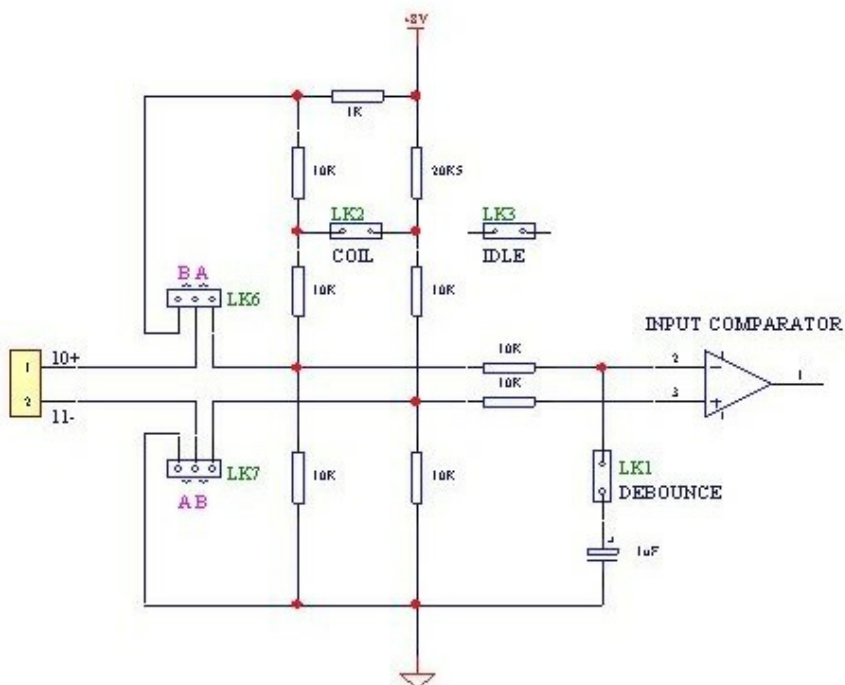 +8V
1K
10K
20K5
LK2
LK3
COIL
IDLE
B A
LK6
10K
10K
INPUT COMPARATOR
1
10+
10K
2
1
10K
3
2
11-
LK7
A B
10K
10K
LK1
DEBOUNCE
1uF